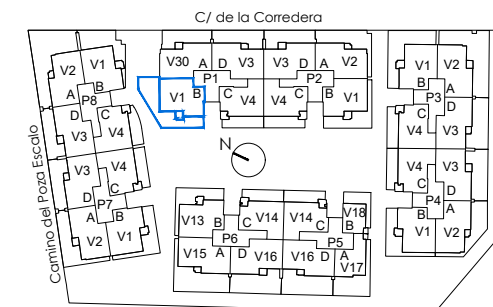 C/ de la Corredera
V30 A D V3 V3 D A V2
P1 P2
V1 B C V4 V4 C B V1
V2 V1
A B
P8
D C
V3 V4
V3 V4
D C
P7
A B
V2 V1
Camino del Poza Escalo
V1 V2
B A
P3
C D
V4 V3
V4 V3
C D
P4
B A
V1 V2
N
V13 B C V14 V14 C B V18
P6 P5
V15 A D V16 V16 D A V17